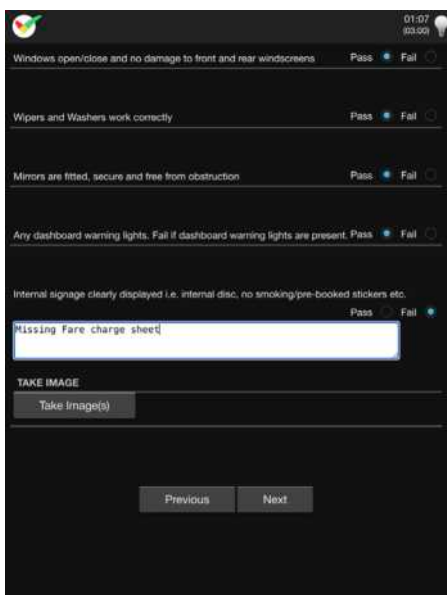 01:07
(03:00)
Windows open/close and no damage to front and rear windscreens Pass Fail
Wipers and Washers work correctly Pass Fail
Mirrors are fitted, secure and free from obstruction Pass Fail
Any dashboard warning lights. Fail if dashboard warning lights are present. Pass Fail
Internal signage clearly displayed i.e. internal disc, no smoking/pre-booked stickers etc.
Pass Fail
Missing Fare charge sheet
TAKE IMAGE
Take Image(s)
Previous Next